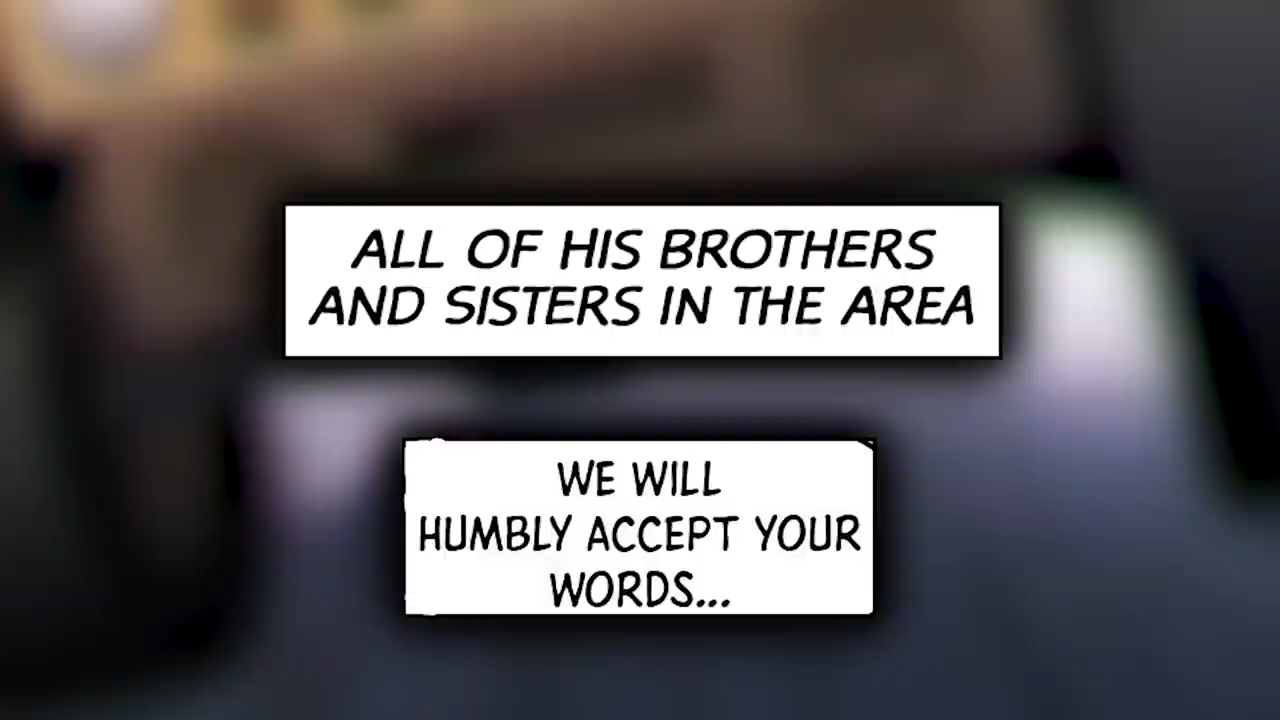 ALL OF HIS BROTHERS
AND SISTERS IN THE AREA
WE WILL
HUMBLY ACCEPT YOUR
WORDS...